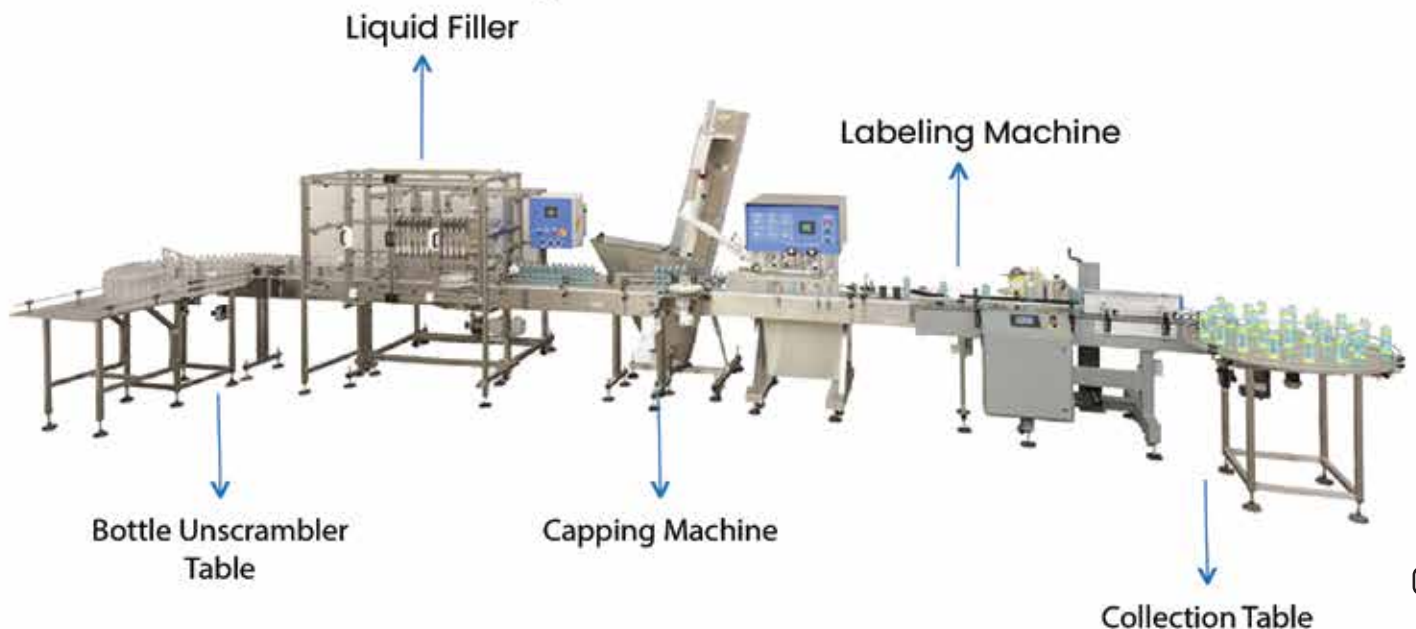 Liquid Filler
Labeling Machine
Bottle Unscrambler
Table
Capping Machine
Collection Table